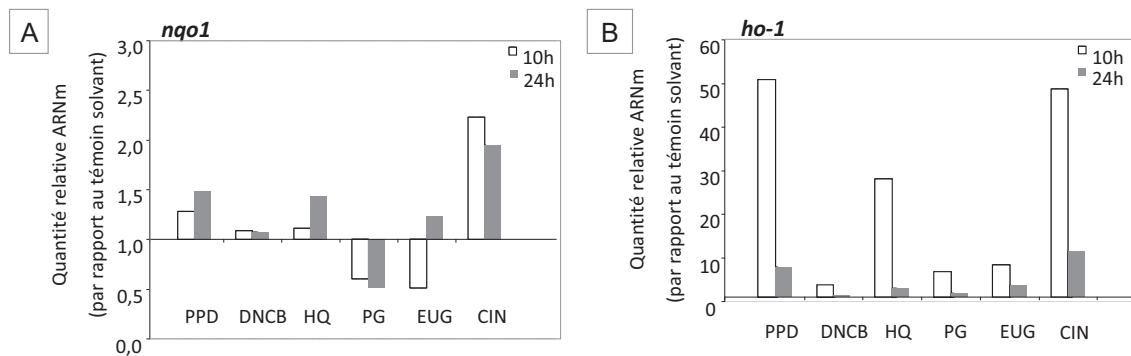 A
nqo1
Quantité relative ARNm
(par rapport au témoin solvant)
3,0
2,5
2,0
1,5
1,0
0,5
0,0
10h
24h
PPD DNCB HQ PG EUG CIN
B
ho-1
Quantité relative ARNm
(par rapport au témoin solvant)
60
50
40
30
20
10
0
10h
24h
PPD DNCB HQ PG EUG CIN